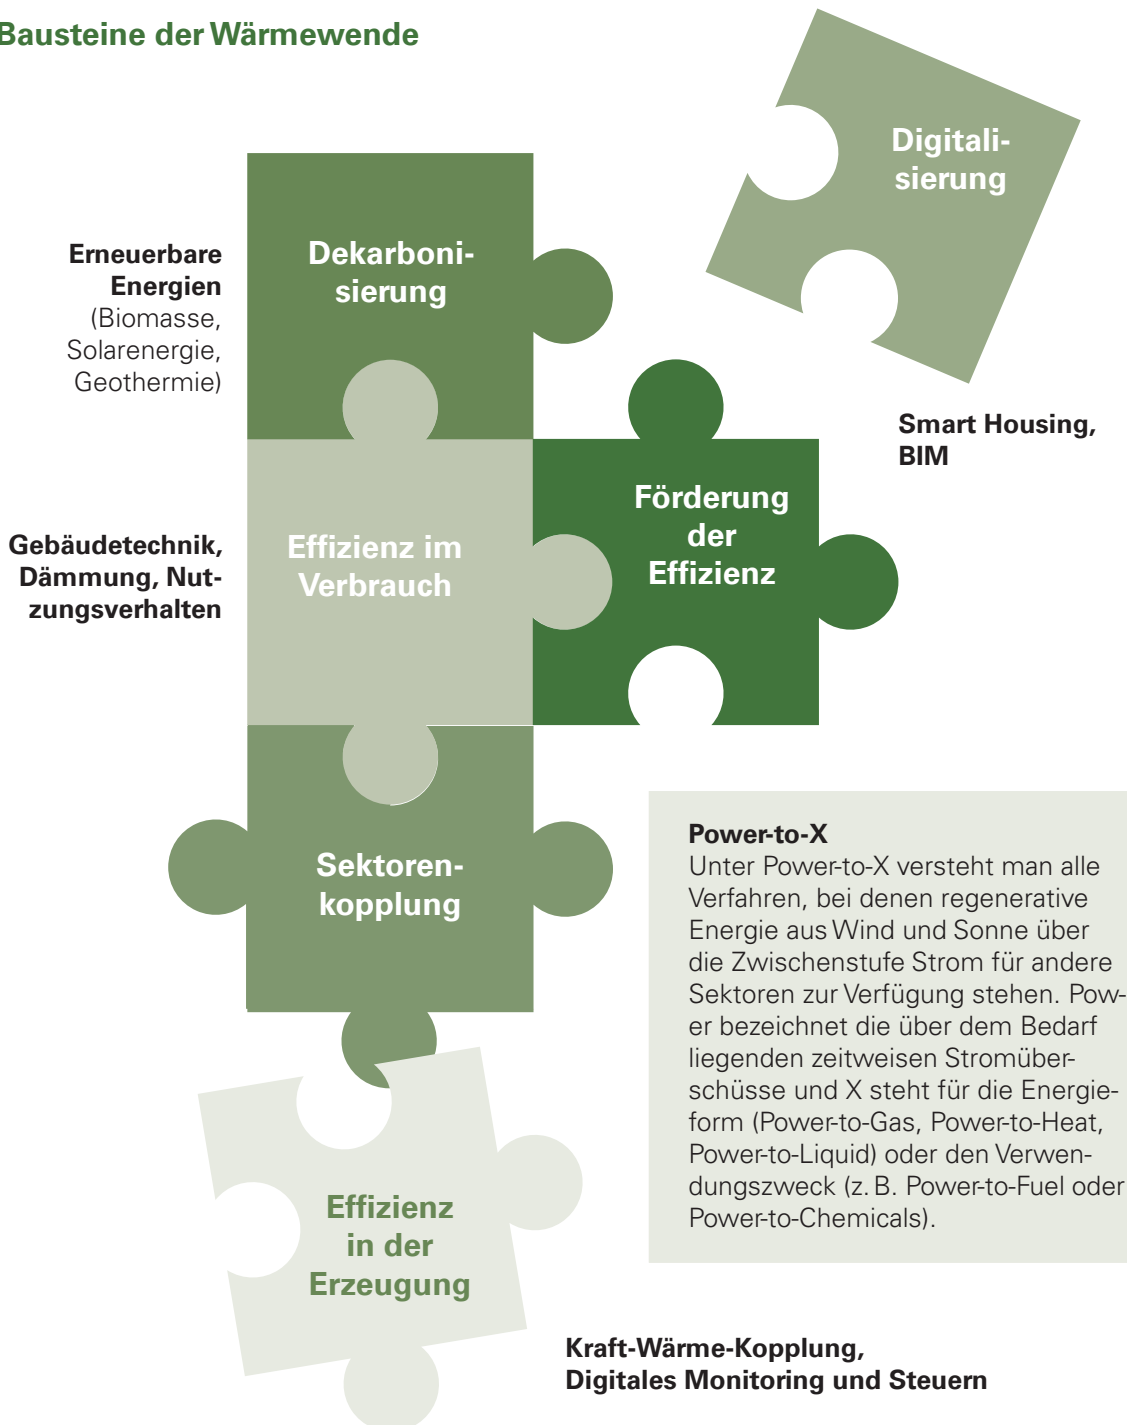 Bausteine der Wärmewende
Digitali-
sierung
Dekarboni-
sierung
Erneuerbare
Energien
(Biomasse,
Solarenergie,
Geothermie)
Smart Housing,
BIM
Förderung
der
Effizienz
Effizienz im
Verbrauch
Gebäudetechnik,
Dämmung, Nut-
zungsverhalten
Sektoren-
kopplung
Power-to-X
Unter Power-to-X versteht man alle
Verfahren, bei denen regenerative
Energie aus Wind und Sonne über
die Zwischenstufe Strom für andere
Sektoren zur Verfügung stehen. Pow-
er bezeichnet die über dem Bedarf
liegenden zeitweisen Stromüber-
schüsse und X steht für die Energie-
form (Power-to-Gas, Power-to-Heat,
Power-to-Liquid) oder den Verwen-
dungszweck (z. B. Power-to-Fuel oder
Power-to-Chemicals).
Effizienz
in der
Erzeugung
Kraft-Wärme-Kopplung,
Digitales Monitoring und Steuern